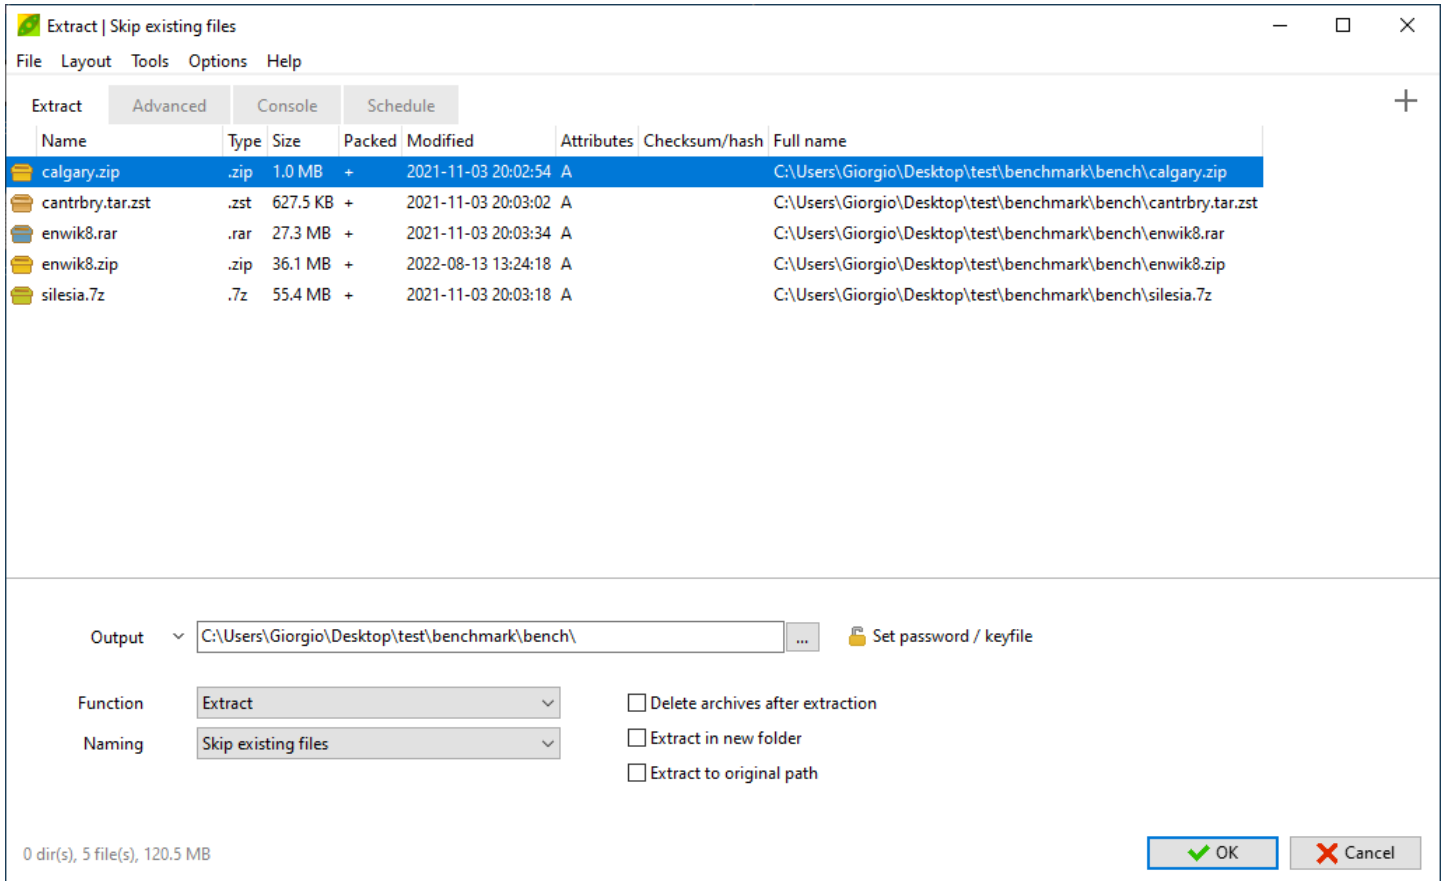 Extract | Skip existing files
File Layout Tools Options Help
Extract Advanced Console Schedule
Name Type Size Packed Modified Attributes Checksum/hash Full name
calgary.zip .zip 1.0 MB + 2021-11-03 20:02:54 A C:\Users\Giorgio\Desktop\test\benchmark\bench\calgary.zip
cantrbry.tar.zst .zst 627.5 KB + 2021-11-03 20:03:02 A C:\Users\Giorgio\Desktop\test\benchmark\bench\cantrbry.tar.zst
enwik8.rar .rar 27.3 MB + 2021-11-03 20:03:34 A C:\Users\Giorgio\Desktop\test\benchmark\bench\enwik8.rar
enwik8.zip .zip 36.1 MB + 2022-08-13 13:24:18 A C:\Users\Giorgio\Desktop\test\benchmark\bench\enwik8.zip
silesia.7z .7z 55.4 MB + 2021-11-03 20:03:18 A C:\Users\Giorgio\Desktop\test\benchmark\bench\silesia.7z
Output C:\Users\Giorgio\Desktop\test\benchmark\bench\ ... Set password / keyfile
Function Extract Delete archives after extraction
Naming Skip existing files Extract in new folder
Extract to original path
0 dir(s), 5 file(s), 120.5 MB OK Cancel